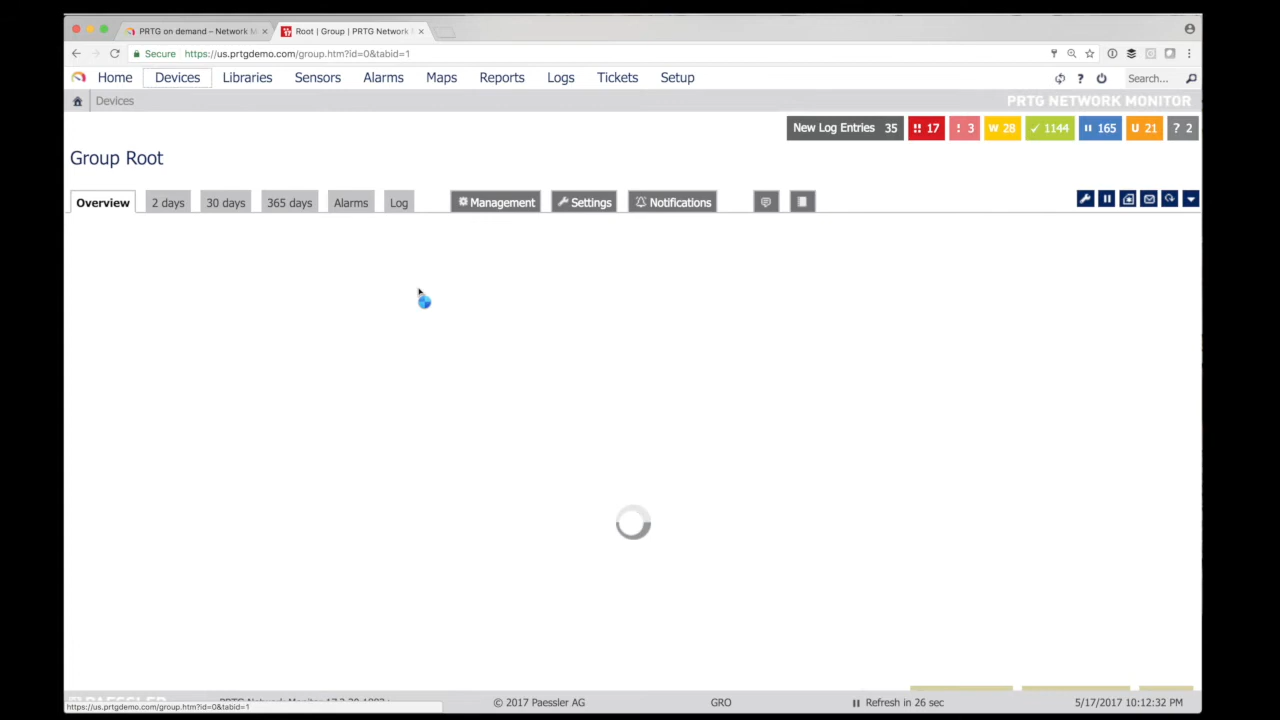 PRTG on demand – Network M
Root | Group | PRTG Network
Secure https://us.prtgdemo.com/group.htm?id=0&tabid=1
Home Devices Libraries Sensors Alarms Maps Reports Logs Tickets Setup ? Search...
Devices PRTG NETWORK MONITOR
New Log Entries 35 !! 17 ! 3 W 28 1144 165 U 21 ? 2
Group Root
Overview 2 days 30 days 365 days Alarms Log Management Settings Notifications
© 2017 Paessler AG GRO Refresh in 26 sec 5/17/2017 10:12:32 PM
https://us.prtgdemo.com/group.htm?id=0&tabid=1